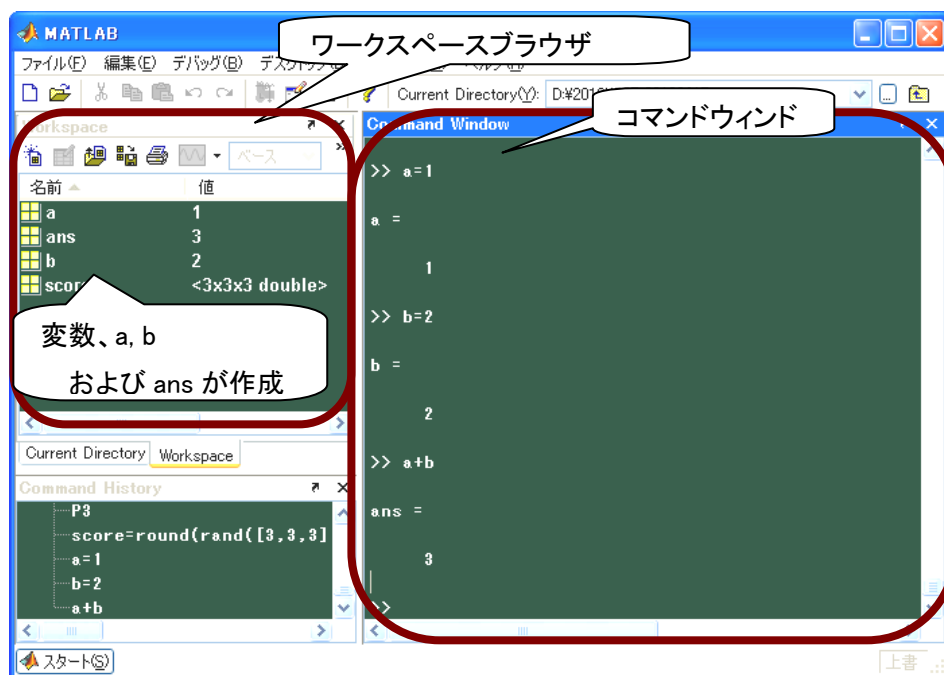 MATLAB
ワークスペースブラウザ
ファイル(F) 編集(E) デバッグ(B)
Current Directory(Y): D:¥201
コマンドウィンド
Workspace
Command Window
ベース
名前 値
a 1
ans 3
b 2
scor <3x3x3 double>
変数、a, b
および ans が作成
Current Directory Workspace
Command History
P3
score=round(rand([3,3,3]
a=1
b=2
a+b
>> a=1
a =
1
>> b=2
b =
2
>> a+b
ans =
3
>>
スタート(S)
上書